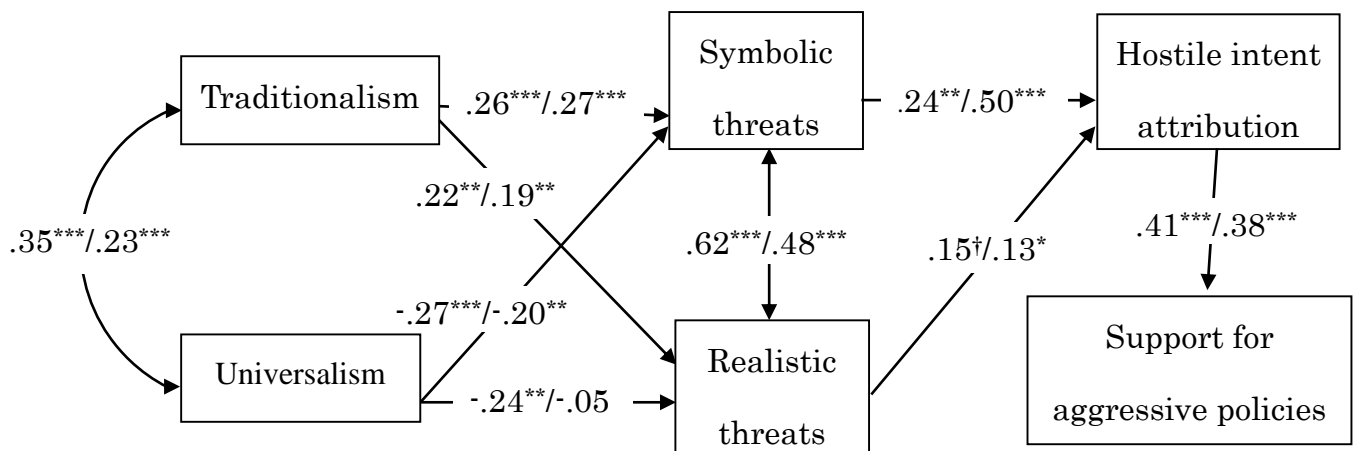 Symbolic
threats
Hostile intent
attribution
Traditionalism
.26***/.27***
.24**/.50***
.22**/.19**
.35***/.23***
.62***/.48***
.15†/.13*
.41***/.38***
-.27***/-.20**
Universalism
-.24**/-.05
Realistic
threats
Support for
aggressive policies